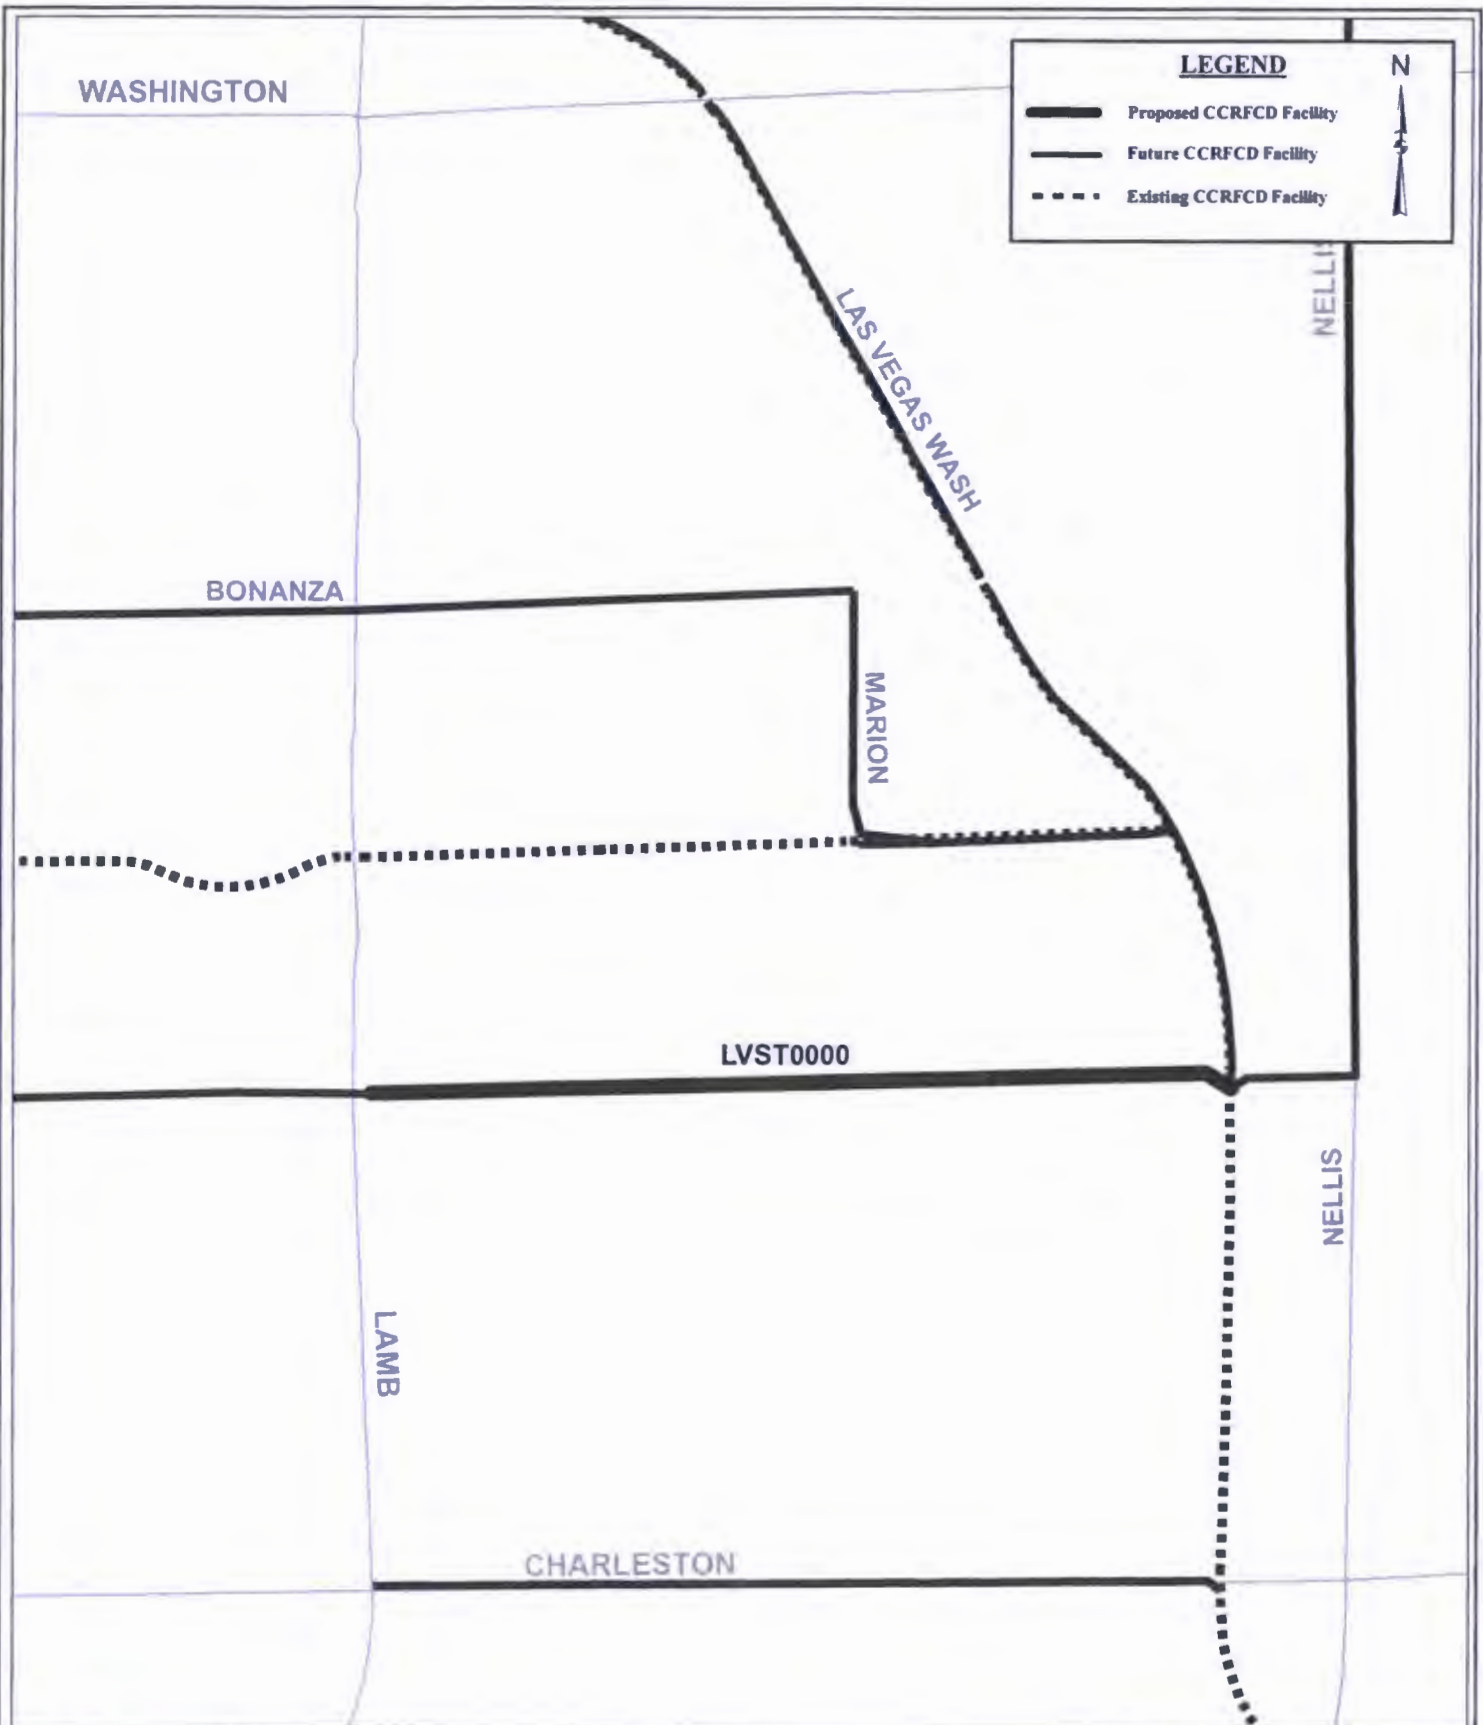 WASHINGTON
LEGEND
N
Proposed CCRFCD Facility
Future CCRFCD Facility
Existing CCRFCD Facility
NELLIS
LAS VEGAS WASH
BONANZA
MARION
LVST0000
NELLIS
LAMB
CHARLESTON